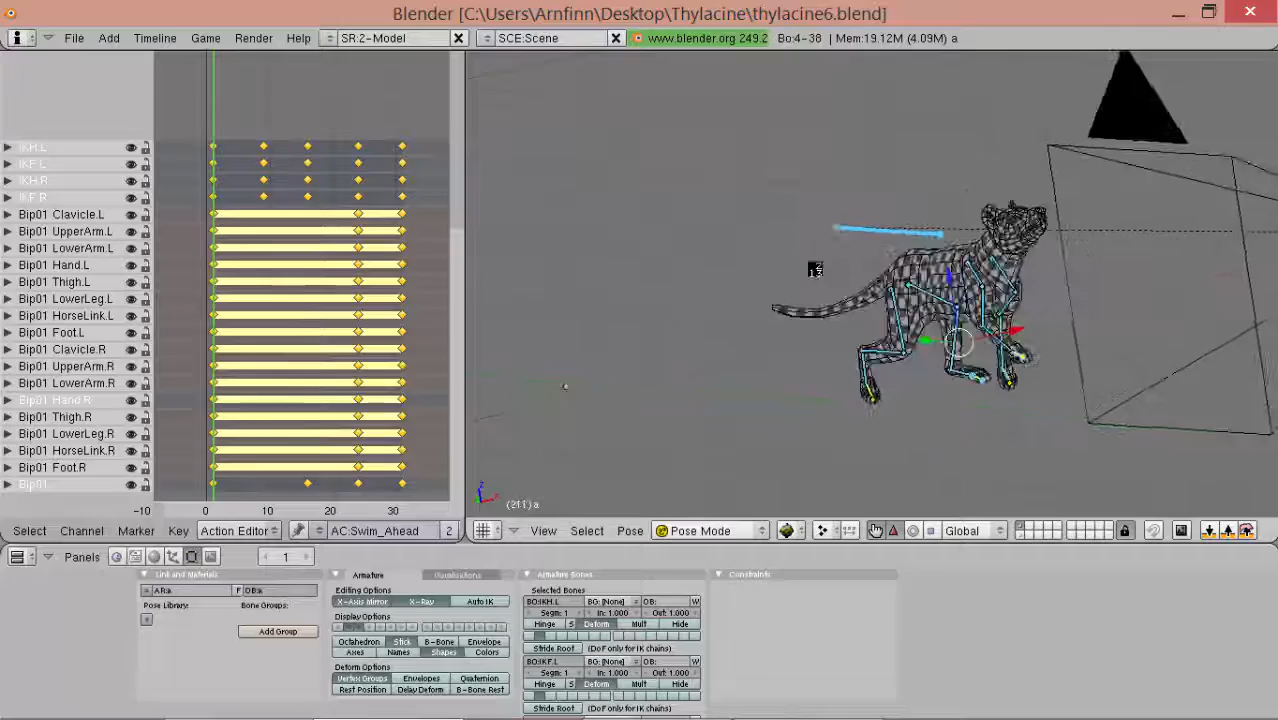 Blender [C:\Users\Arnfinn\Desktop\Thylacine\thylacine6.blend]
File Add Timeline Game Render Help SR:2-Model SCE:Scene www.blender.org 249.2 Bo:4-36 | Mem:19.12M (4.09M) a
IKH.L
IKF.L
IKH.R
IKF.R
Bip01 Clavicle.L
Bip01 UpperArm.L
Bip01 LowerArm.L
Bip01 Hand.L
Bip01 Thigh.L
Bip01 LowerLeg.L
Bip01 HorseLink.L
Bip01 Foot.L
Bip01 Clavicle.R
Bip01 UpperArm.R
Bip01 LowerArm.R
Bip01 Hand.R
Bip01 Thigh.R
Bip01 LowerLeg.R
Bip01 HorseLink.R
Bip01 Foot.R
Bip01
-10 0 10 20 30
z
x
Select Channel Marker Key Action Editor AC:Swim_Ahead 2 View Select Pose Pose Mode Global
Panels 1
Link and Materials Armature Visualisations Armature Bones Constraints
AR:a F OB:a
Pose Library: Bone Groups:
Add Group
Editing Options
X-Axis Mirror X-Ray Auto IK
Display Options
Octahedron Stick B-Bone Envelope
Axes Names Shapes Colors
Deform Options
Vertex Groups Envelopes Quaternion
Rest Position Delay Deform B-Bone Rest
Selected Bones
BO:IKH.L BG: [None] OB: W
Segm: 1 In: 1.000 Out: 1.000
Hinge S Deform Mult Hide
Stride Root (DoF only for IK chains)
BO:IKF.L BG: [None] OB: W
Segm: 1 In: 1.000 Out: 1.000
Hinge S Deform Mult Hide
Stride Root (DoF only for IK chains)